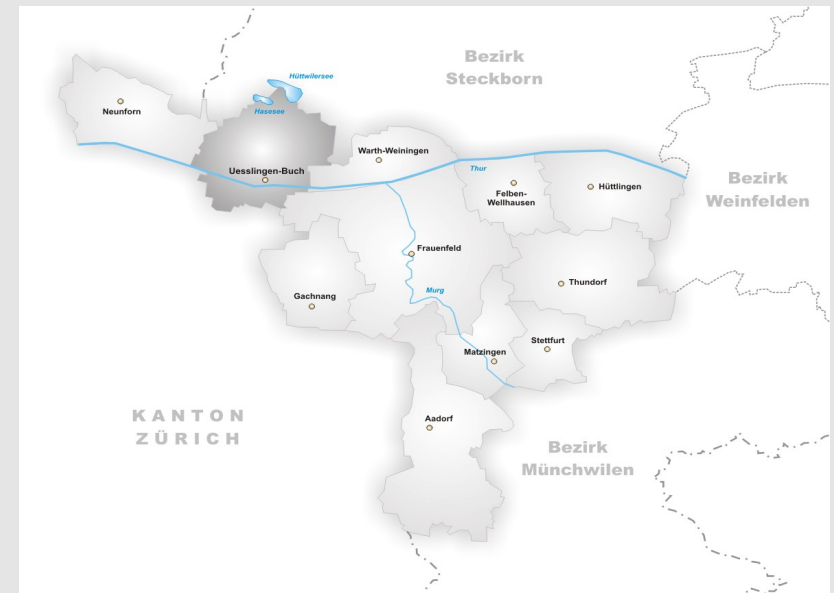 Bezirk
Steckborn
Hüttwilersee
Neunforn
Hasesee
Warth-Weiningen
Uesslingen-Buch
Thur
Felben-
Wellhausen
Hüttlingen
Bezirk
Weinfelden
Frauenfeld
Thundorf
Gachnang
Murg
Stettfurt
Matzingen
KANTON
ZÜRICH
Aadorf
Bezirk
Münchwilen